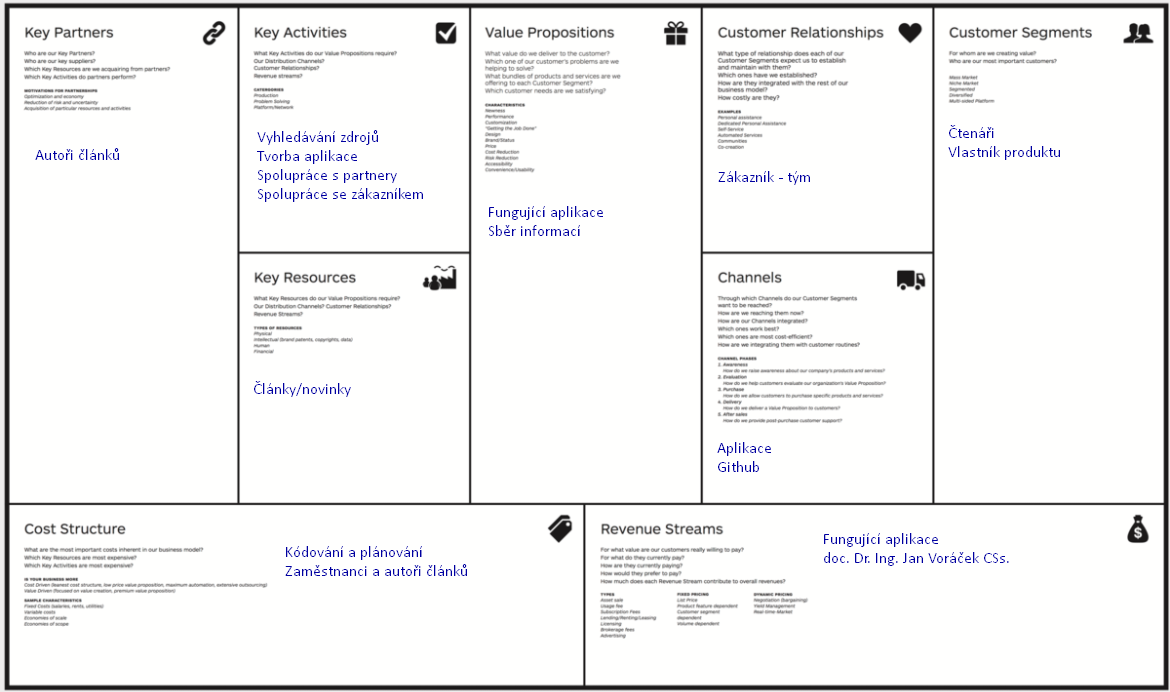 Key Partners
Who are our Key Partners?
Who are our key suppliers?
Which Key Resources are we acquiring from partners?
Which Key Activities do partners perform?
MOTIVATIONS FOR PARTNERSHIPS
Optimization and economy
Reduction of risk and uncertainty
Acquisition of particular resources and activities
Autoři článků
Key Activities
What Key Activities do our Value Propositions require?
Our Distribution Channels?
Customer Relationships?
Revenue streams?
CATEGORIES
Production
Problem Solving
Platform/Network
Vyhledávání zdrojů
Tvorba aplikace
Spolupráce s partnery
Spolupráce se zákazníkem
Key Resources
What Key Resources do our Value Propositions require?
Our Distribution Channels? Customer Relationships?
Revenue Streams?
TYPES OF RESOURCES
Physical
Intellectual (brand patents, copyrights, data)
Human
Financial
Články/novinky
Value Propositions
What value do we deliver to the customer?
Which one of our customer's problems are we
helping to solve?
What bundles of products and services are we
offering to each Customer Segment?
Which customer needs are we satisfying?
CHARACTERISTICS
Newness
Performance
Customization
"Getting the Job Done"
Design
Brand/Status
Price
Cost Reduction
Risk Reduction
Accessibility
Convenience/Usability
Fungující aplikace
Sběr informací
Customer Relationships
What type of relationship does each of our
Customer Segments expect us to establish
and maintain with them?
Which ones have we established?
How are they integrated with the rest of our
business model?
How costly are they?
EXAMPLES
Personal assistance
Dedicated Personal Assistance
Self-Service
Automated Services
Communities
Co-creation
Zákazník - tým
Channels
Through which Channels do our Customer Segments
want to be reached?
How are we reaching them now?
How are our Channels integrated?
Which ones work best?
Which ones are most cost-efficient?
How are we integrating them with customer routines?
CHANNEL PHASES
1. Awareness
How do we raise awareness about our company's products and services?
2. Evaluation
How do we help customers evaluate our organization's Value Proposition?
3. Purchase
How do we allow customers to purchase specific products and services?
4. Delivery
How do we deliver a Value Proposition to customers?
5. After sales
How do we provide post-purchase customer support?
Aplikace
Github
Customer Segments
For whom are we creating value?
Who are our most important customers?
Mass Market
Niche Market
Segmented
Diversified
Multi-sided Platform
Čtenáři
Vlastník produktu
Cost Structure
What are the most important costs inherent in our business model?
Which Key Resources are most expensive?
Which Key Activities are most expensive?
IS YOUR BUSINESS MORE
Cost Driven (leanest cost structure, low price value proposition, maximum automation, extensive outsourcing)
Value Driven (focused on value creation, premium value proposition)
SAMPLE CHARACTERISTICS
Fixed Costs (salaries, rents, utilities)
Variable costs
Economies of scale
Economies of scope
Kódování a plánování
Zaměstnanci a autoři článků
Revenue Streams
For what value are our customers really willing to pay?
For what do they currently pay?
How are they currently paying?
How would they prefer to pay?
How much does each Revenue Stream contribute to overall revenues?
TYPES
Asset sale
Usage fee
Subscription Fees
Lending/Renting/Leasing
Licensing
Brokerage fees
Advertising
FIXED PRICING
List Price
Product feature dependent
Customer segment
dependent
Volume dependent
DYNAMIC PRICING
Negotiation (bargaining)
Yield Management
Real-time-Market
Fungující aplikace
doc. Dr. Ing. Jan Voráček CSs.